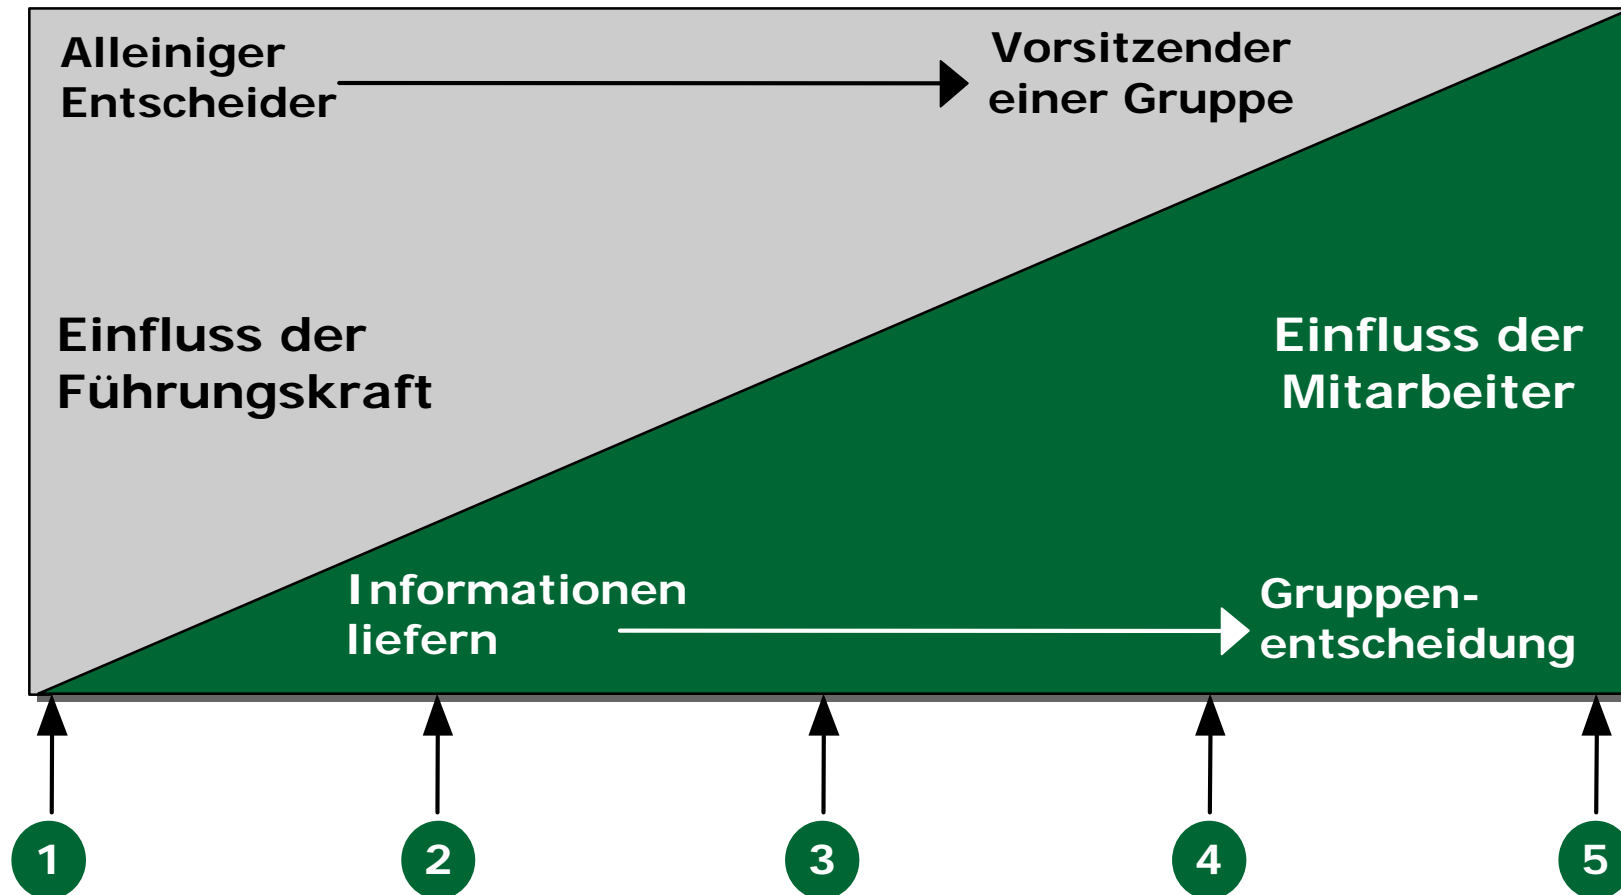 Alleiniger
Entscheider
Vorsitzender
einer Gruppe
Einfluss der
Führungskraft
Einfluss der
Mitarbeiter
Informationen
liefern
Gruppen-
entscheidung
1 2 3 4 5